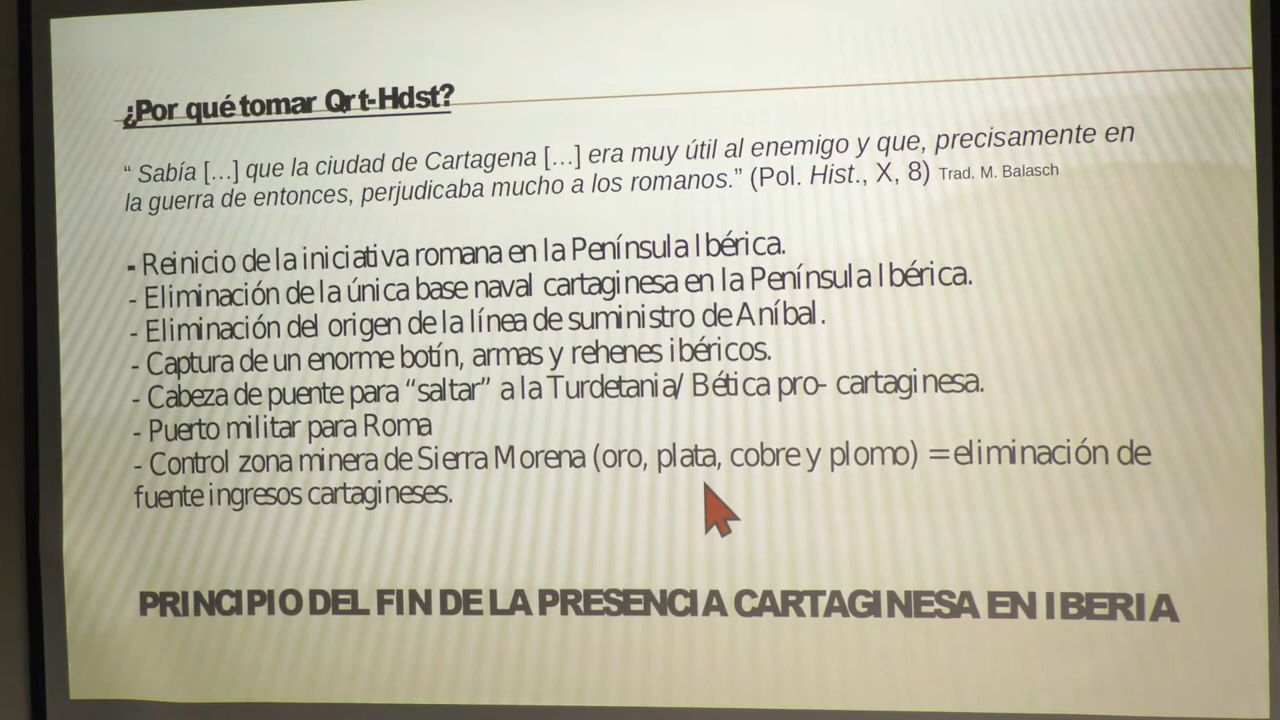 ¿Por qué tomar Qrt-Hdst?
“ Sabía [...] que la ciudad de Cartagena [...] era muy útil al enemigo y que, precisamente en
la guerra de entonces, perjudicaba mucho a los romanos.” (Pol. Hist., X, 8) Trad. M. Balasch
- Reinicio de la iniciativa romana en la Península Ibérica.
- Eliminación de la única base naval cartaginesa en la Península Ibérica.
- Eliminación del origen de la línea de suministro de Aníbal.
- Captura de un enorme botín, armas y rehenes ibéricos.
- Cabeza de puente para “saltar” a la Turdetania/ Bética pro- cartaginesa.
- Puerto militar para Roma
- Control zona minera de Sierra Morena (oro, plata, cobre y plomo) = eliminación de
fuente ingresos cartagineses.
PRINCIPIO DEL FIN DE LA PRESENCIA CARTAGINESA EN IBERIA